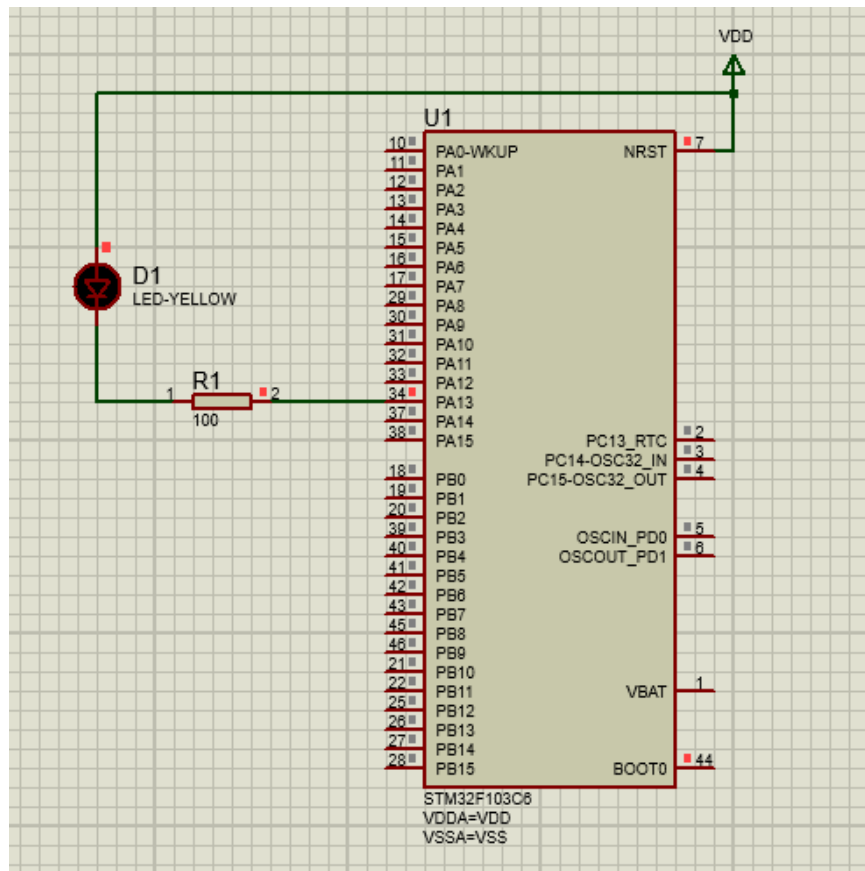 VDD
U1
10 PA0-WKUP NRST 7
11 PA1
12 PA2
13 PA3
14 PA4
15 PA5
16 PA6
17 PA7
29 PA8
30 PA9
31 PA10
32 PA11
33 PA12
34 PA13
37 PA14
38 PA15
D1
LED-YELLOW
R1
1 2
100
PC13_RTC 2
PC14-OSC32_IN 3
PC15-OSC32_OUT 4
18 PB0
19 PB1
20 PB2
39 PB3
40 PB4
41 PB5
42 PB6
43 PB7
45 PB8
46 PB9
21 PB10
22 PB11
25 PB12
26 PB13
27 PB14
28 PB15
OSCIN_PD0 5
OSCOUT_PD1 6
VBAT 1
BOOT0 44
STM32F103C6
VDDA=VDD
VSSA=VSS